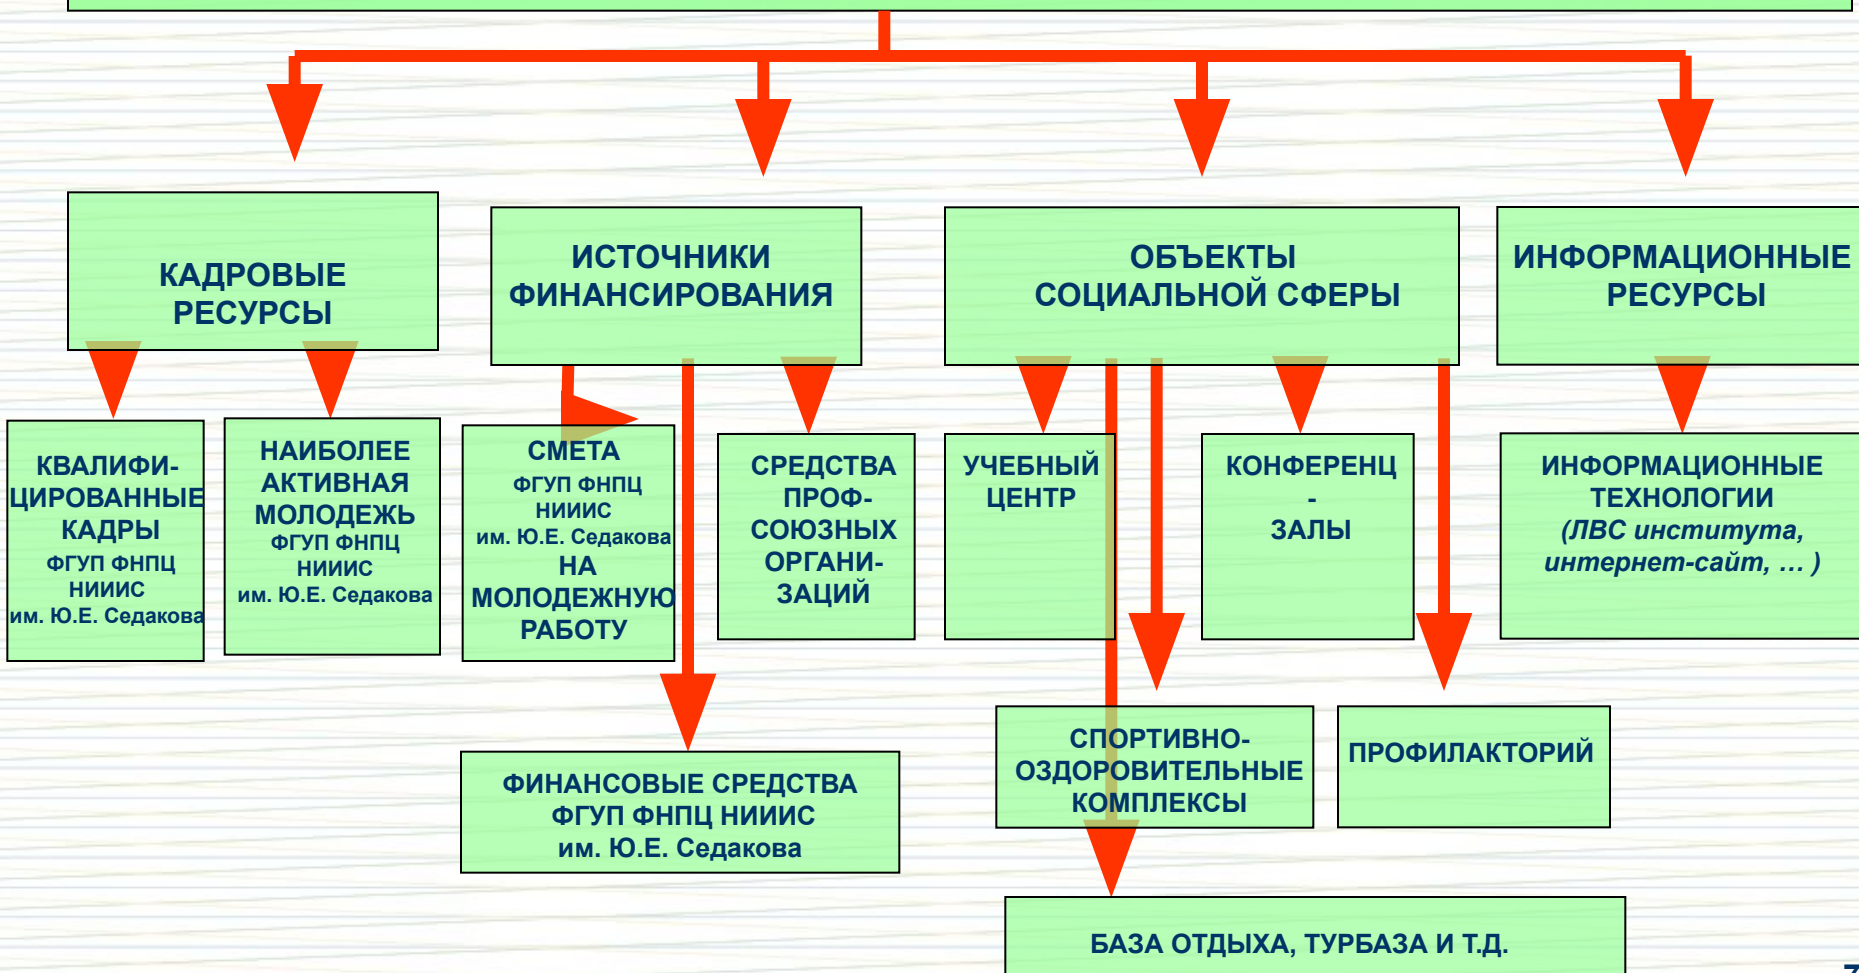 КАДРОВЫЕ
РЕСУРСЫ
ИСТОЧНИКИ
ФИНАНСИРОВАНИЯ
ОБЪЕКТЫ
СОЦИАЛЬНОЙ СФЕРЫ
ИНФОРМАЦИОННЫЕ
РЕСУРСЫ
КВАЛИФИ-
ЦИРОВАННЫЕ
КАДРЫ
ФГУП ФНПЦ
НИИИС
им. Ю.Е. Седакова
НАИБОЛЕЕ
АКТИВНАЯ
МОЛОДЕЖЬ
ФГУП ФНПЦ
НИИИС
им. Ю.Е. Седакова
СМЕТА
ФГУП ФНПЦ
НИИИС
им. Ю.Е. Седакова
НА
МОЛОДЕЖНУЮ
РАБОТУ
СРЕДСТВА
ПРОФ-
СОЮЗНЫХ
ОРГАНИ-
ЗАЦИЙ
УЧЕБНЫЙ
ЦЕНТР
КОНФЕРЕНЦ
-
ЗАЛЫ
ИНФОРМАЦИОННЫЕ
ТЕХНОЛОГИИ
(ЛВС института,
интернет-сайт, … )
ФИНАНСОВЫЕ СРЕДСТВА
ФГУП ФНПЦ НИИИС
им. Ю.Е. Седакова
СПОРТИВНО-
ОЗДОРОВИТЕЛЬНЫЕ
КОМПЛЕКСЫ
ПРОФИЛАКТОРИЙ
БАЗА ОТДЫХА, ТУРБАЗА И Т.Д.